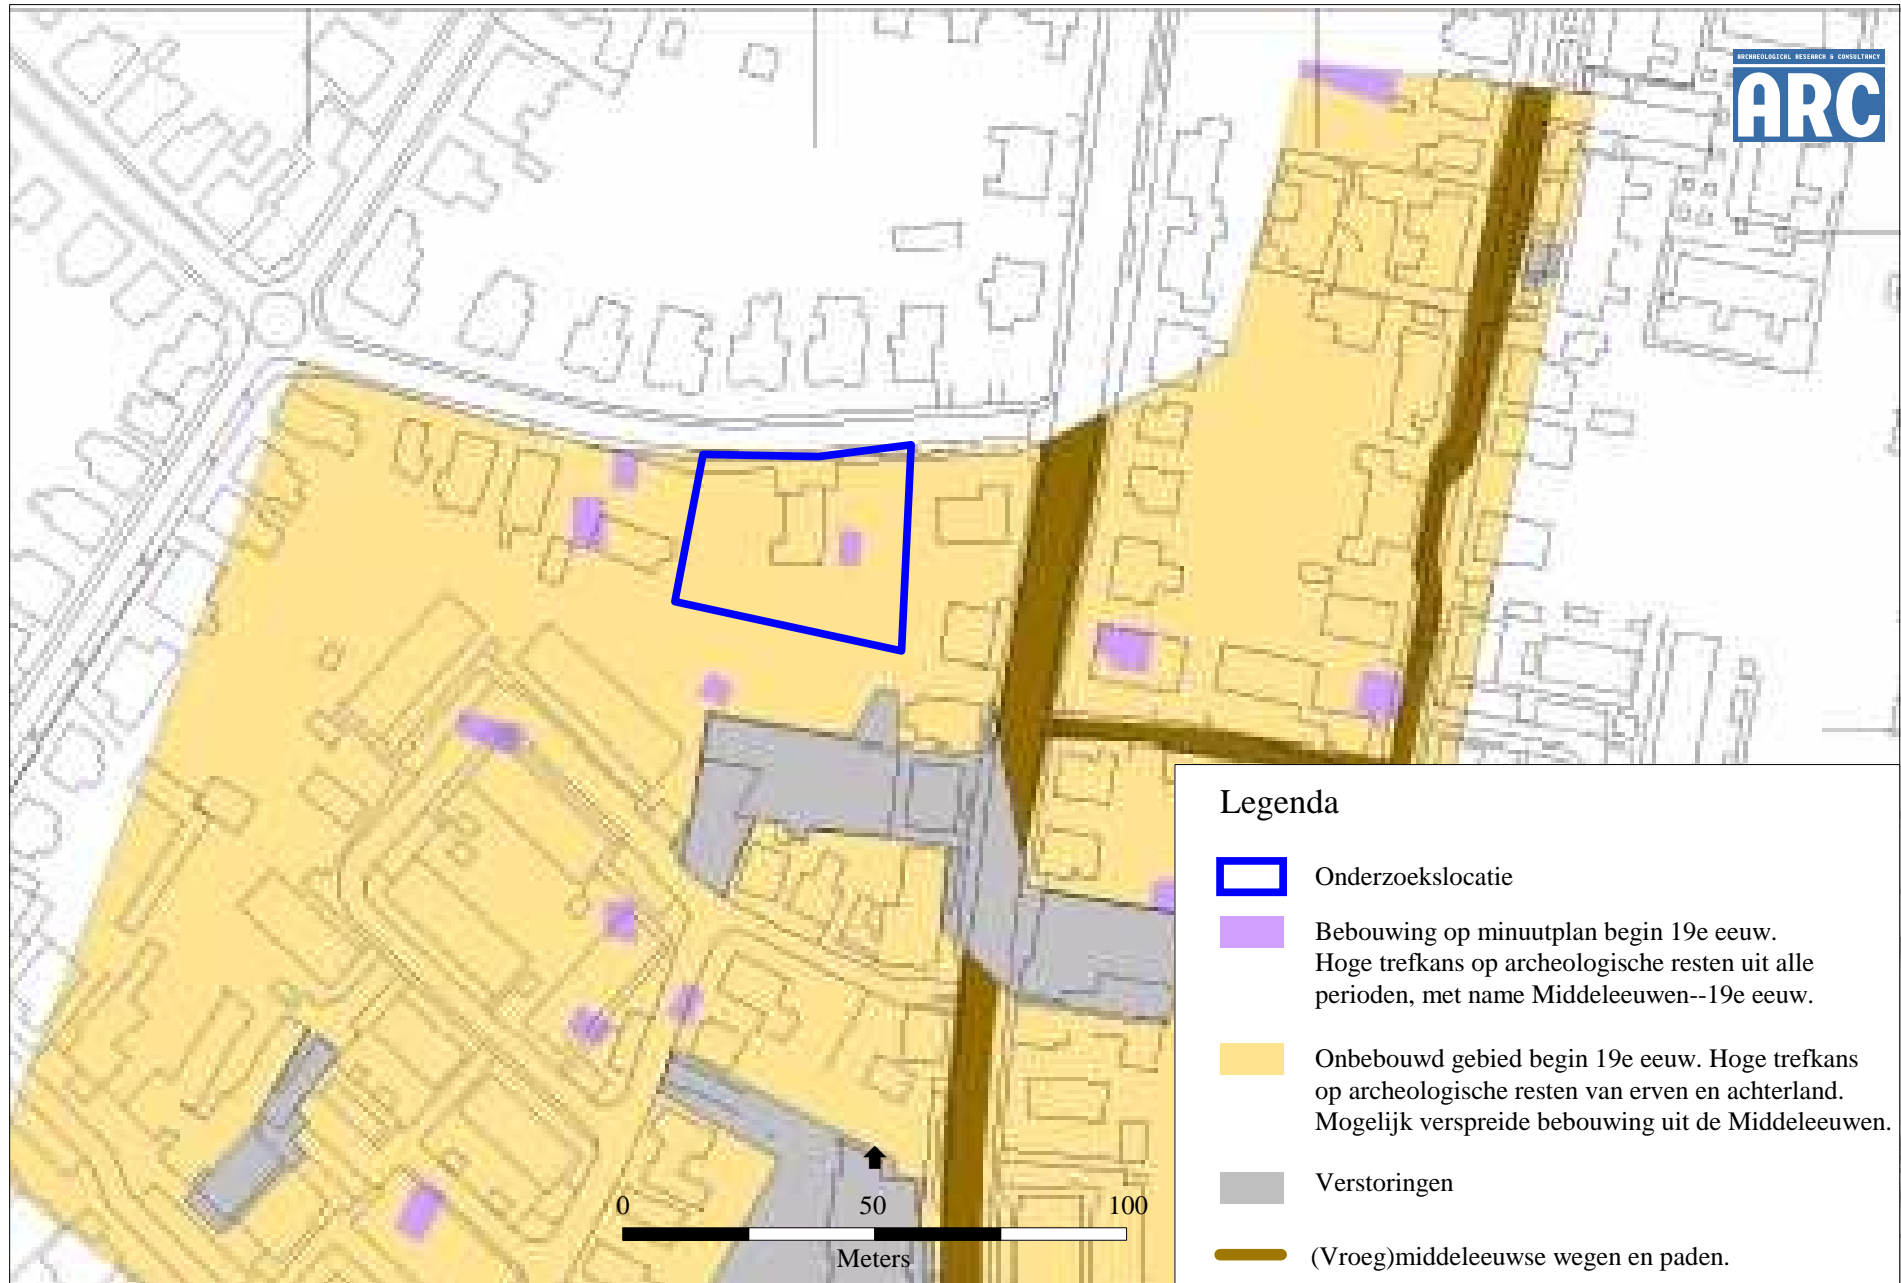 ARCHAEOLOGICAL RESEARCH & CONSULTANCY
ARC
Legenda
Onderzoekslocatie
Bebouwing op minuutplan begin 19e eeuw.
Hoge trefkans op archeologische resten uit alle
perioden, met name Middeleeuwen--19e eeuw.
Onbebouwd gebied begin 19e eeuw. Hoge trefkans
op archeologische resten van erven en achterland.
Mogelijk verspreide bebouwing uit de Middeleeuwen.
Verstoringen
(Vroeg)middeleeuwse wegen en paden.
0 50 100
Meters